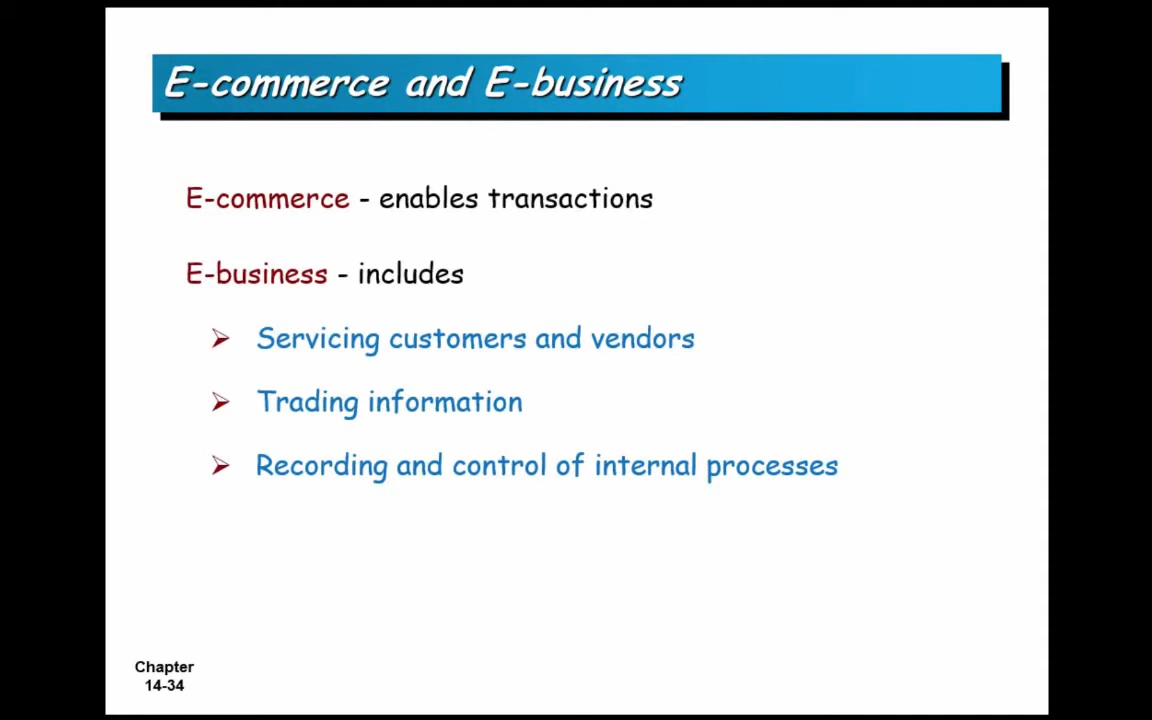 E-commerce and E-business
E-commerce - enables transactions
E-business - includes
Servicing customers and vendors
Trading information
Recording and control of internal processes
Chapter
14-34